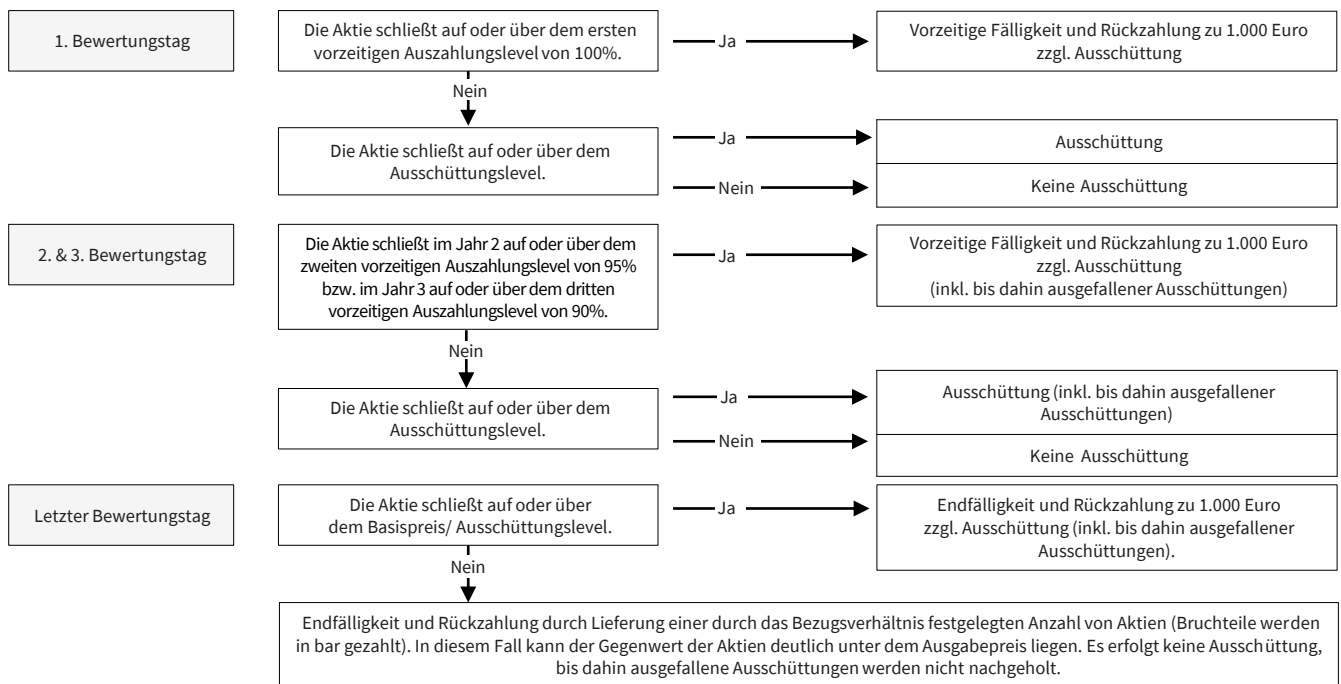 1. Bewertungstag
Die Aktie schließt auf oder über dem ersten
vorzeitigen Auszahlungslevel von 100%.
Ja
Vorzeitige Fälligkeit und Rückzahlung zu 1.000 Euro
zzgl. Ausschüttung
Nein
Die Aktie schließt auf oder über dem
Ausschüttungslevel.
Ja
Ausschüttung
Nein
Keine Ausschüttung
2. & 3. Bewertungstag
Die Aktie schließt im Jahr 2 auf oder über dem
zweiten vorzeitigen Auszahlungslevel von 95%
bzw. im Jahr 3 auf oder über dem dritten
vorzeitigen Auszahlungslevel von 90%.
Ja
Vorzeitige Fälligkeit und Rückzahlung zu 1.000 Euro
zzgl. Ausschüttung
(inkl. bis dahin ausgefallener Ausschüttungen)
Nein
Die Aktie schließt auf oder über dem
Ausschüttungslevel.
Ja
Ausschüttung (inkl. bis dahin ausgefallener
Ausschüttungen)
Nein
Keine Ausschüttung
Letzter Bewertungstag
Die Aktie schließt auf oder über
dem Basispreis/ Ausschüttungslevel.
Ja
Endfälligkeit und Rückzahlung zu 1.000 Euro
zzgl. Ausschüttung (inkl. bis dahin ausgefallener
Ausschüttungen).
Nein
Endfälligkeit und Rückzahlung durch Lieferung einer durch das Bezugsverhältnis festgelegten Anzahl von Aktien (Bruchteile werden
in bar gezahlt). In diesem Fall kann der Gegenwert der Aktien deutlich unter dem Ausgabepreis liegen. Es erfolgt keine Ausschüttung,
bis dahin ausgefallene Ausschüttungen werden nicht nachgeholt.